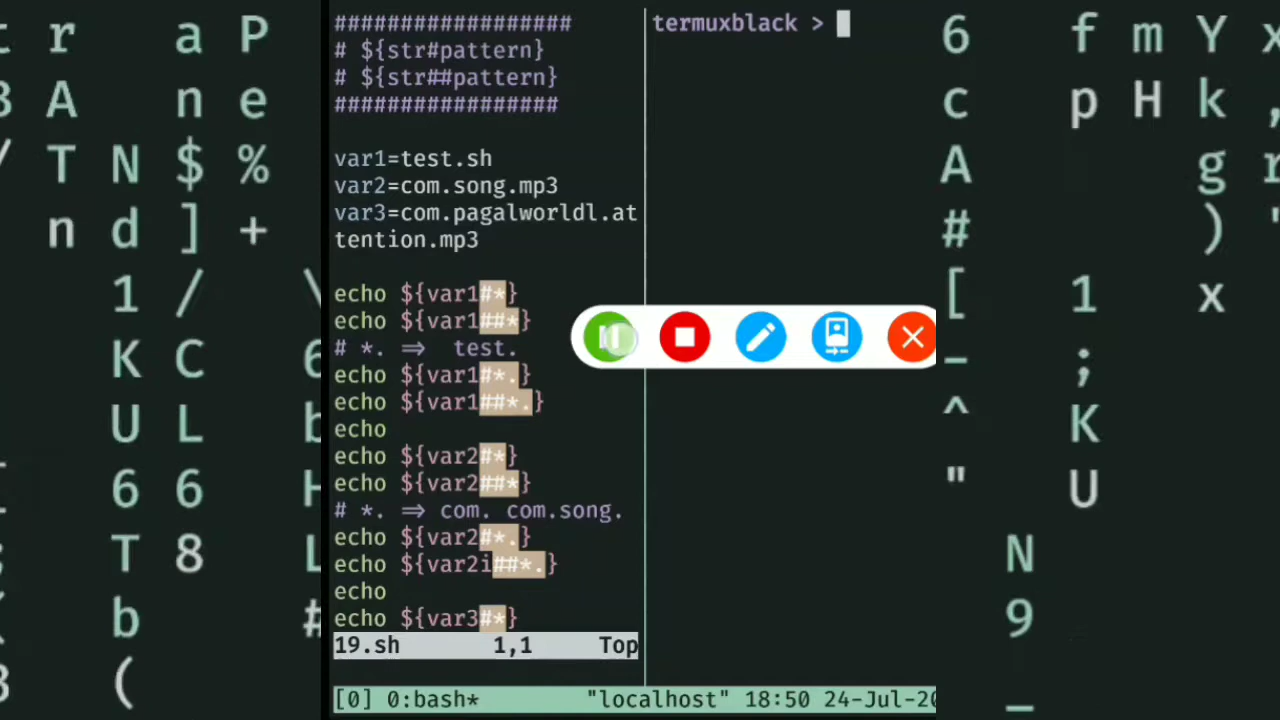 #################
# ${str#pattern}
# ${str##pattern}
#################
var1=test.sh
var2=com.song.mp3
var3=com.pagalworldl.at
tention.mp3
echo ${var1#*}
echo ${var1##*}
# *. => test.
echo ${var1#*.}
echo ${var1##*.}
echo
echo ${var2#*}
echo ${var2##*}
# *. => com. com.song.
echo ${var2#*.}
echo ${var2i##*.}
echo
echo ${var3#*}
19.sh 1,1 Top
termuxblack >
[0] 0:bash* "localhost" 18:50 24-Jul-20